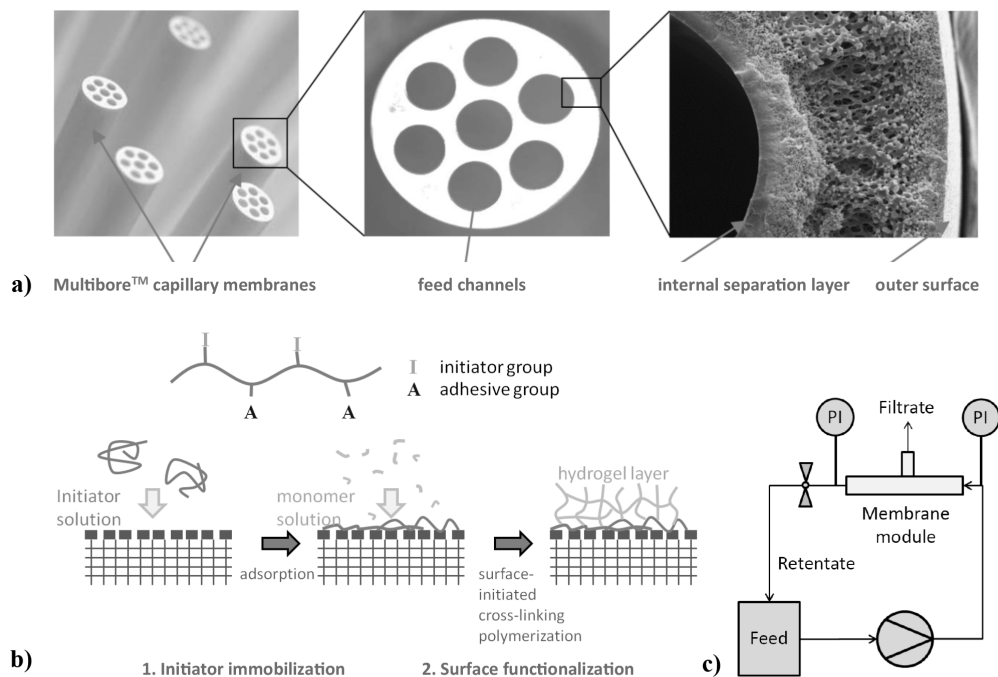 a)
Multibore™ capillary membranes
feed channels
internal separation layer
outer surface
I
I
A
A
I initiator group
A adhesive group
Initiator
solution
adsorption
monomer
solution
surface-
initiated
cross-linking
polymerization
hydrogel layer
b)
1. Initiator immobilization
2. Surface functionalization
PI
Filtrate
PI
Membrane
module
Retentate
Feed
c)